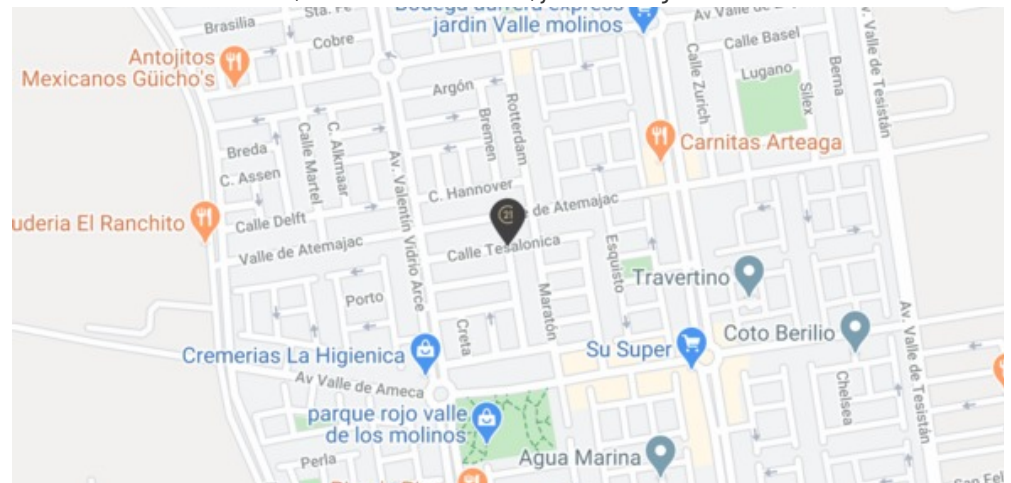 Sta. Fe
Brasilia
Cobre
jardin Valle molinos
Av. Valle de
Calle Basel
Antojitos
Mexicanos Güicho's
Lugano
Argón
Bremen
Rotterdam
Calle Zurich
Silex
Berna
Av. Valle de Tesistán
Calle Martel
C. Alkmaar
Breda
C. Assen
Carnitas Arteaga
C. Hannover
21
de Atemajac
uderia El Ranchito
Calle Delft
Valle de Atemajac
Av. Valentín Vidrio Arce
Calle Tesalonica
Esquisto
Travertino
Porto
Creta
Maratón
Coto Berilio
Cremerias La Higienica
Su Super
Av. Valle de Tesistán
Av Valle de Ameca
Chelsea
parque rojo valle
de los molinos
Perla
Agua Marina
San Fel